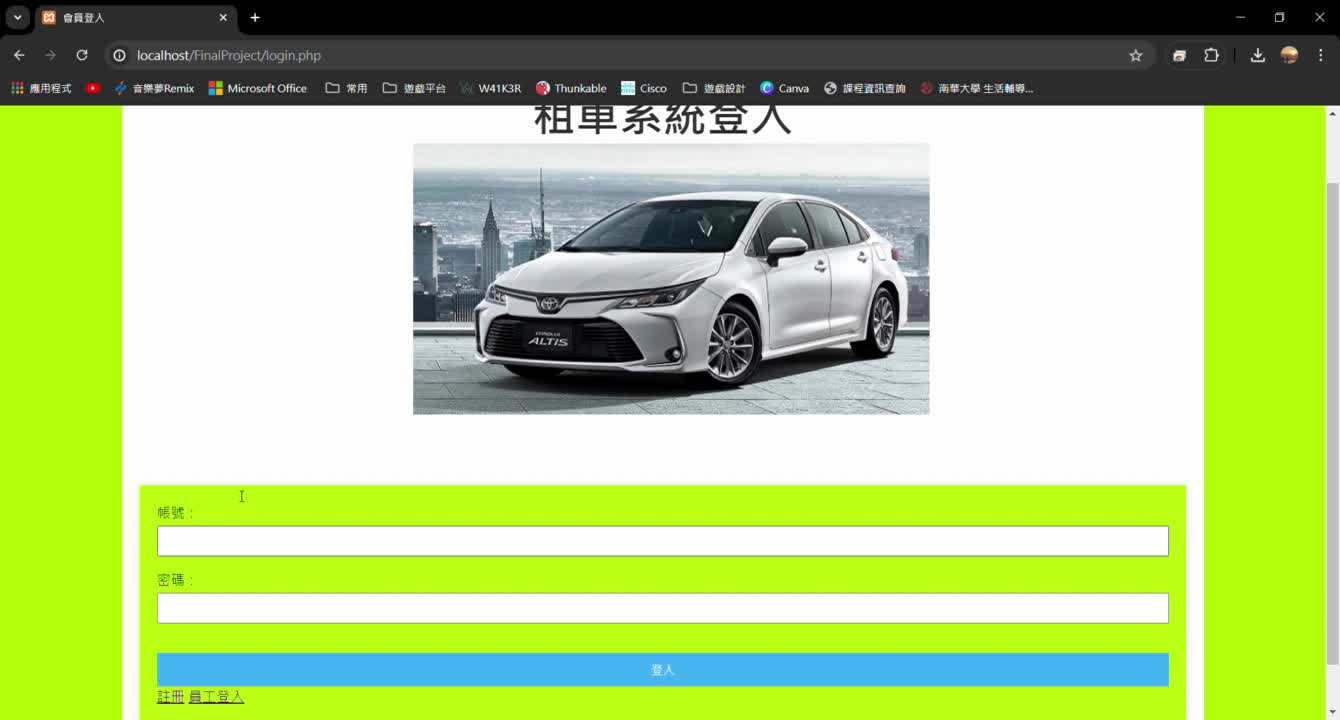 會員登入
localhost/FinalProject/login.php
應用程式 音樂夢Remix Microsoft Office 常用 遊戲平台 W41K3R Thunkable Cisco 遊戲設計 Canva 課程資訊查詢 南華大學 生活輔導...
租車系統登入
COROLLA
ALTIS
帳號：
密碼：
登入
註冊 員工登入